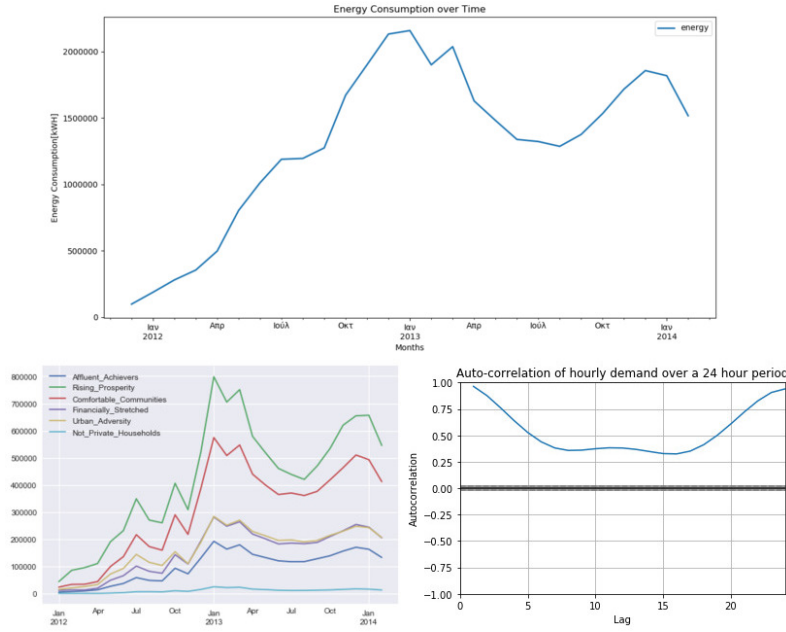 Energy Consumption over Time
energy
2000000
1500000
1000000
500000
0
Energy Consumption[kWH]
Ιαν
2012
Απρ
Ιούλ
Οκτ
Ιαν
2013
Απρ
Ιούλ
Οκτ
Ιαν
2014
Months
Affluent_Achievers
Rising_Prosperity
Comfortable_Communities
Financially_Stretched
Urban_Adversity
Not_Private_Households
800000
700000
600000
500000
400000
300000
200000
100000
0
Jan
2012
Apr
Jul
Oct
Jan
2013
Apr
Jul
Oct
Jan
2014
Auto-correlation of hourly demand over a 24 hour period
1.00
0.75
0.50
0.25
0.00
−0.25
−0.50
−0.75
−1.00
Autocorrelation
0
5
10
15
20
Lag